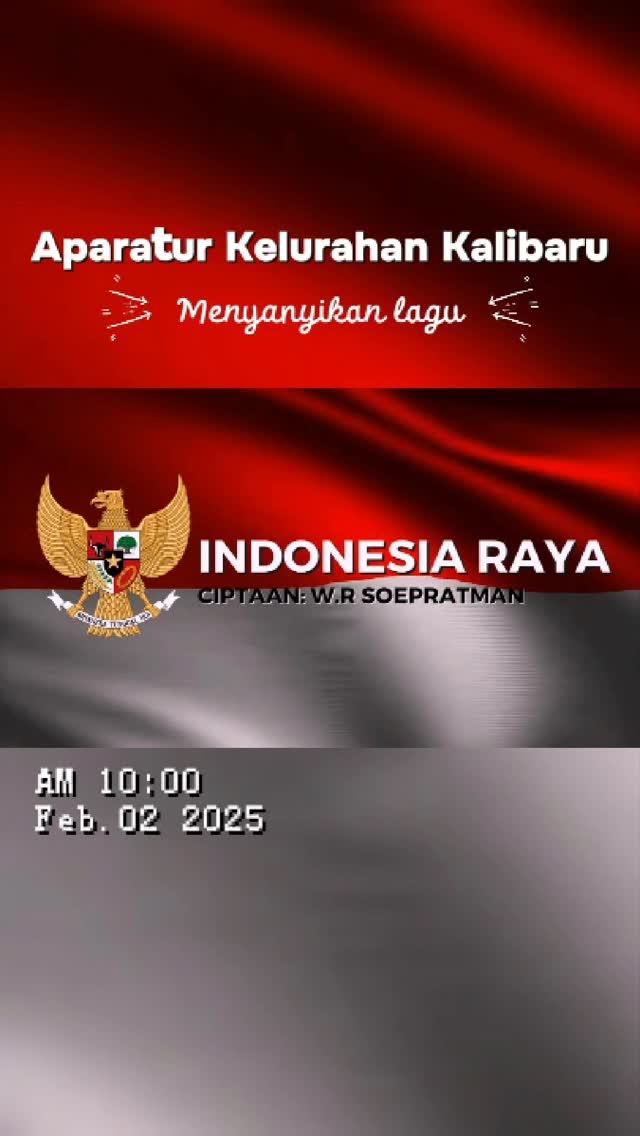 Aparatur Kelurahan Kalibaru
Menyanyikan lagu
INDONESIA RAYA
CIPTAAN: W.R SOEPRATMAN
AM 10:00
Feb. 02 2025